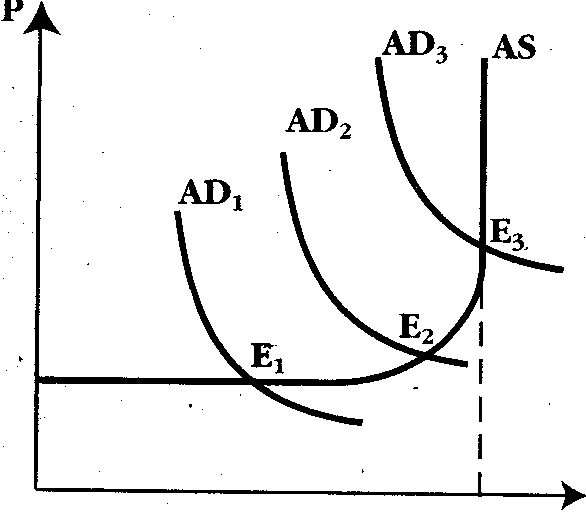 P
AD₃
AS
AD₂
AD₁
E₃
E₂
E₁